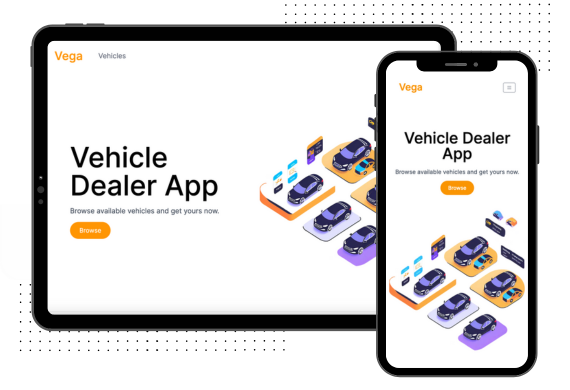 Vega
Vehicles
Vehicle
Dealer App
Browse available vehicles and get yours now.
Browse
Vega
Vehicle Dealer
App
Browse available vehicles and get yours now.
Browse